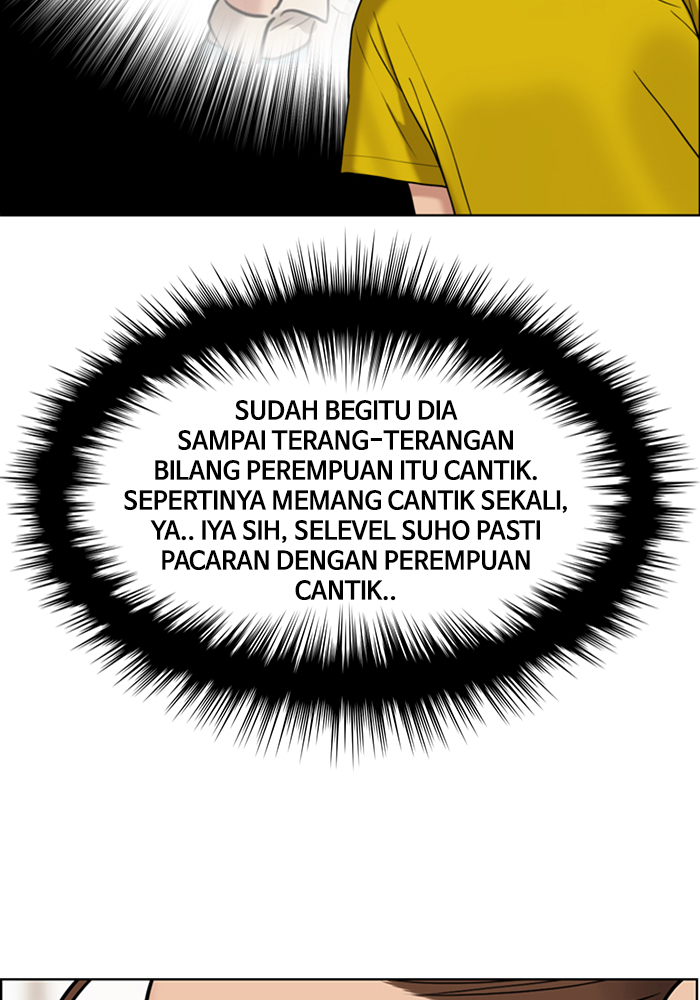 SUDAH BEGITU DIA
SAMPAI TERANG-TERANGAN
BILANG PEREMPUAN ITU CANTIK.
SEPERTINYA MEMANG CANTIK SEKALI,
YA.. IYA SIH, SELEVEL SUHO PASTI
PACARAN DENGAN PEREMPUAN
CANTIK..